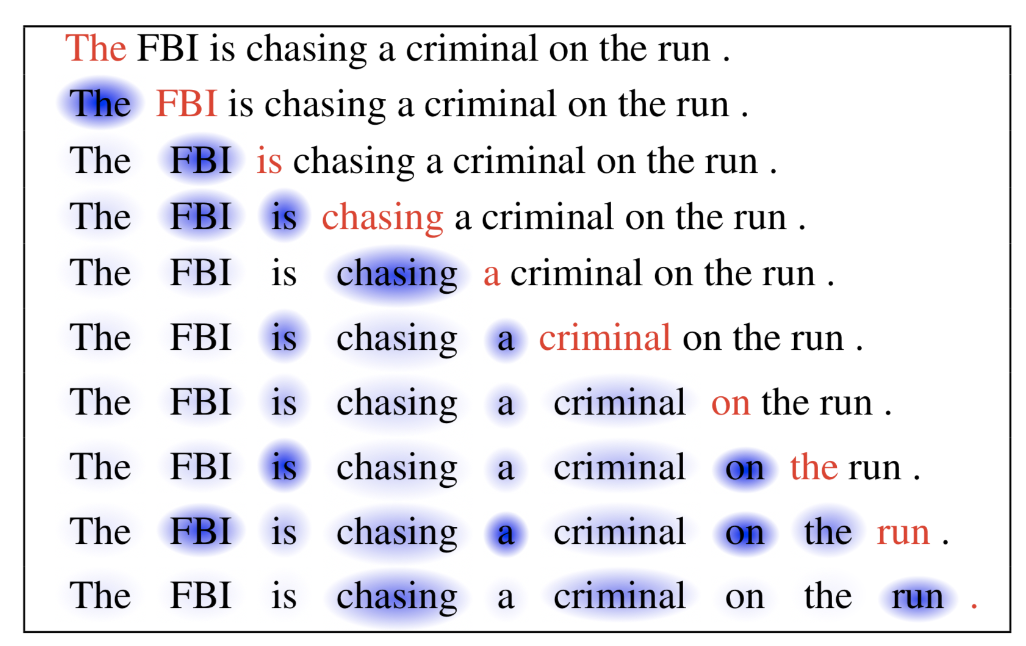 The FBI is chasing a criminal on the run .
The FBI is chasing a criminal on the run .
The FBI is chasing a criminal on the run .
The FBI is chasing a criminal on the run .
The FBI is chasing a criminal on the run .
The FBI is chasing a criminal on the run .
The FBI is chasing a criminal on the run .
The FBI is chasing a criminal on the run .
The FBI is chasing a criminal on the run .
The FBI is chasing a criminal on the run .